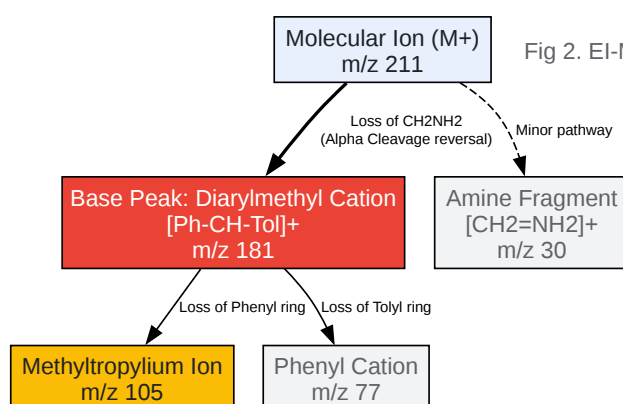 Molecular Ion (M+)
m/z 211
Fig 2. EI-M
Loss of CH2NH2
(Alpha Cleavage reversal)
Minor pathway
Base Peak: Diarylmethyl Cation
[Ph-CH-Tol]+
m/z 181
Amine Fragment
[CH2=NH2]+
m/z 30
Loss of Phenyl ring
Loss of Tolyl ring
Methyltropylium Ion
m/z 105
Phenyl Cation
m/z 77